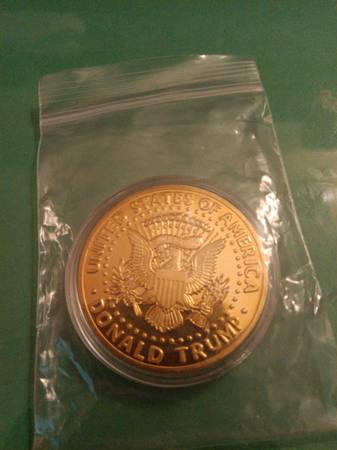 UNITED STATES OF AMERICA
DONALD TRUMP